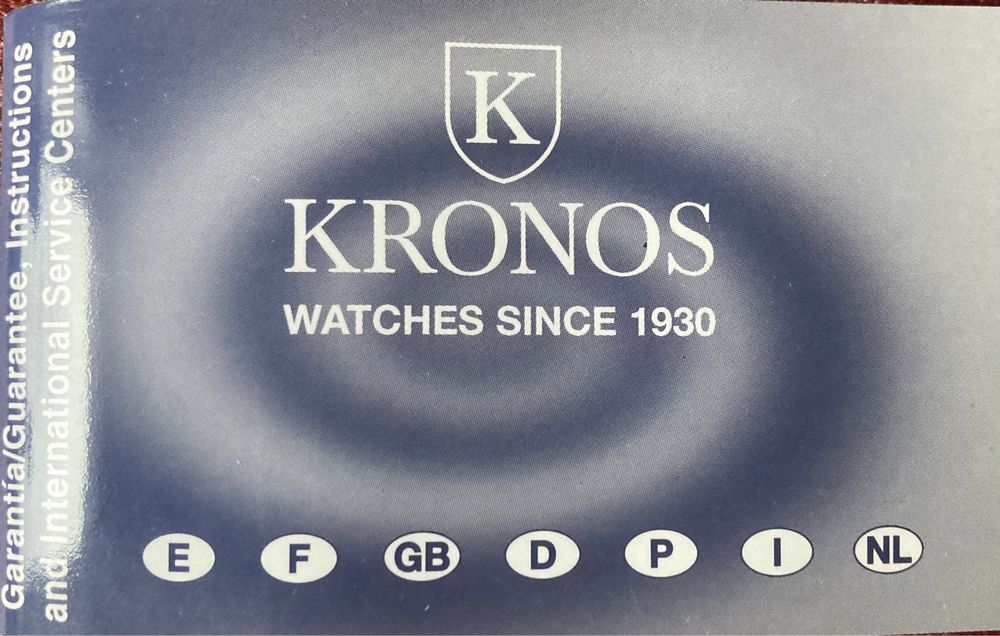 Garantía/Guarantee, Instructions
and International Service Centers
K
KRONOS
WATCHES SINCE 1930
E F GB D P I NL